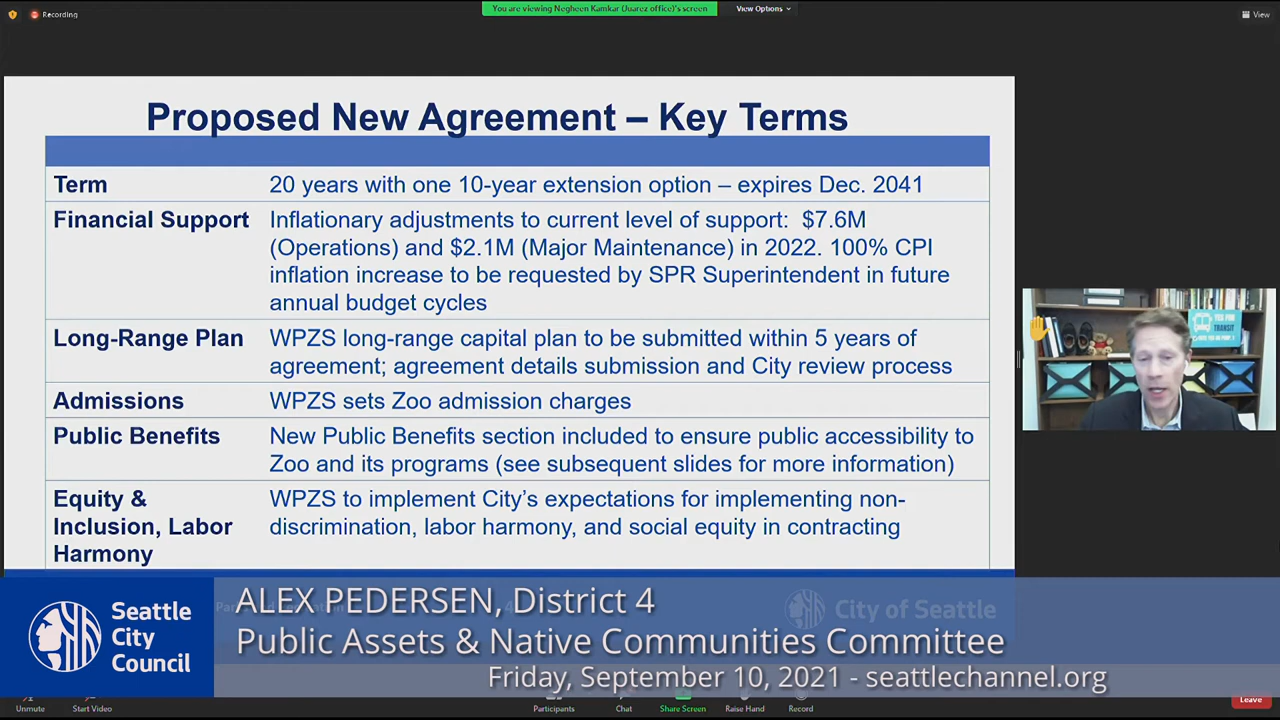 Recording
You are viewing Negheen Kamkar (Juarez office)'s screen
View Options
View
Proposed New Agreement – Key Terms
Term
20 years with one 10-year extension option – expires Dec. 2041
Financial Support
Inflationary adjustments to current level of support:  $7.6M
(Operations) and $2.1M (Major Maintenance) in 2022. 100% CPI
inflation increase to be requested by SPR Superintendent in future
annual budget cycles
Long-Range Plan
WPZS long-range capital plan to be submitted within 5 years of
agreement; agreement details submission and City review process
Admissions
WPZS sets Zoo admission charges
Public Benefits
New Public Benefits section included to ensure public accessibility to
Zoo and its programs (see subsequent slides for more information)
Equity &
Inclusion, Labor
Harmony
WPZS to implement City's expectations for implementing non-
discrimination, labor harmony, and social equity in contracting
YES FOR
TRANSIT
City of Seattle
Seattle
City
Council
ALEX PEDERSEN, District 4
Public Assets & Native Communities Committee
Friday, September 10, 2021 - seattlechannel.org
Unmute
Start Video
Participants
Chat
Share Screen
Raise Hand
Record
Leave